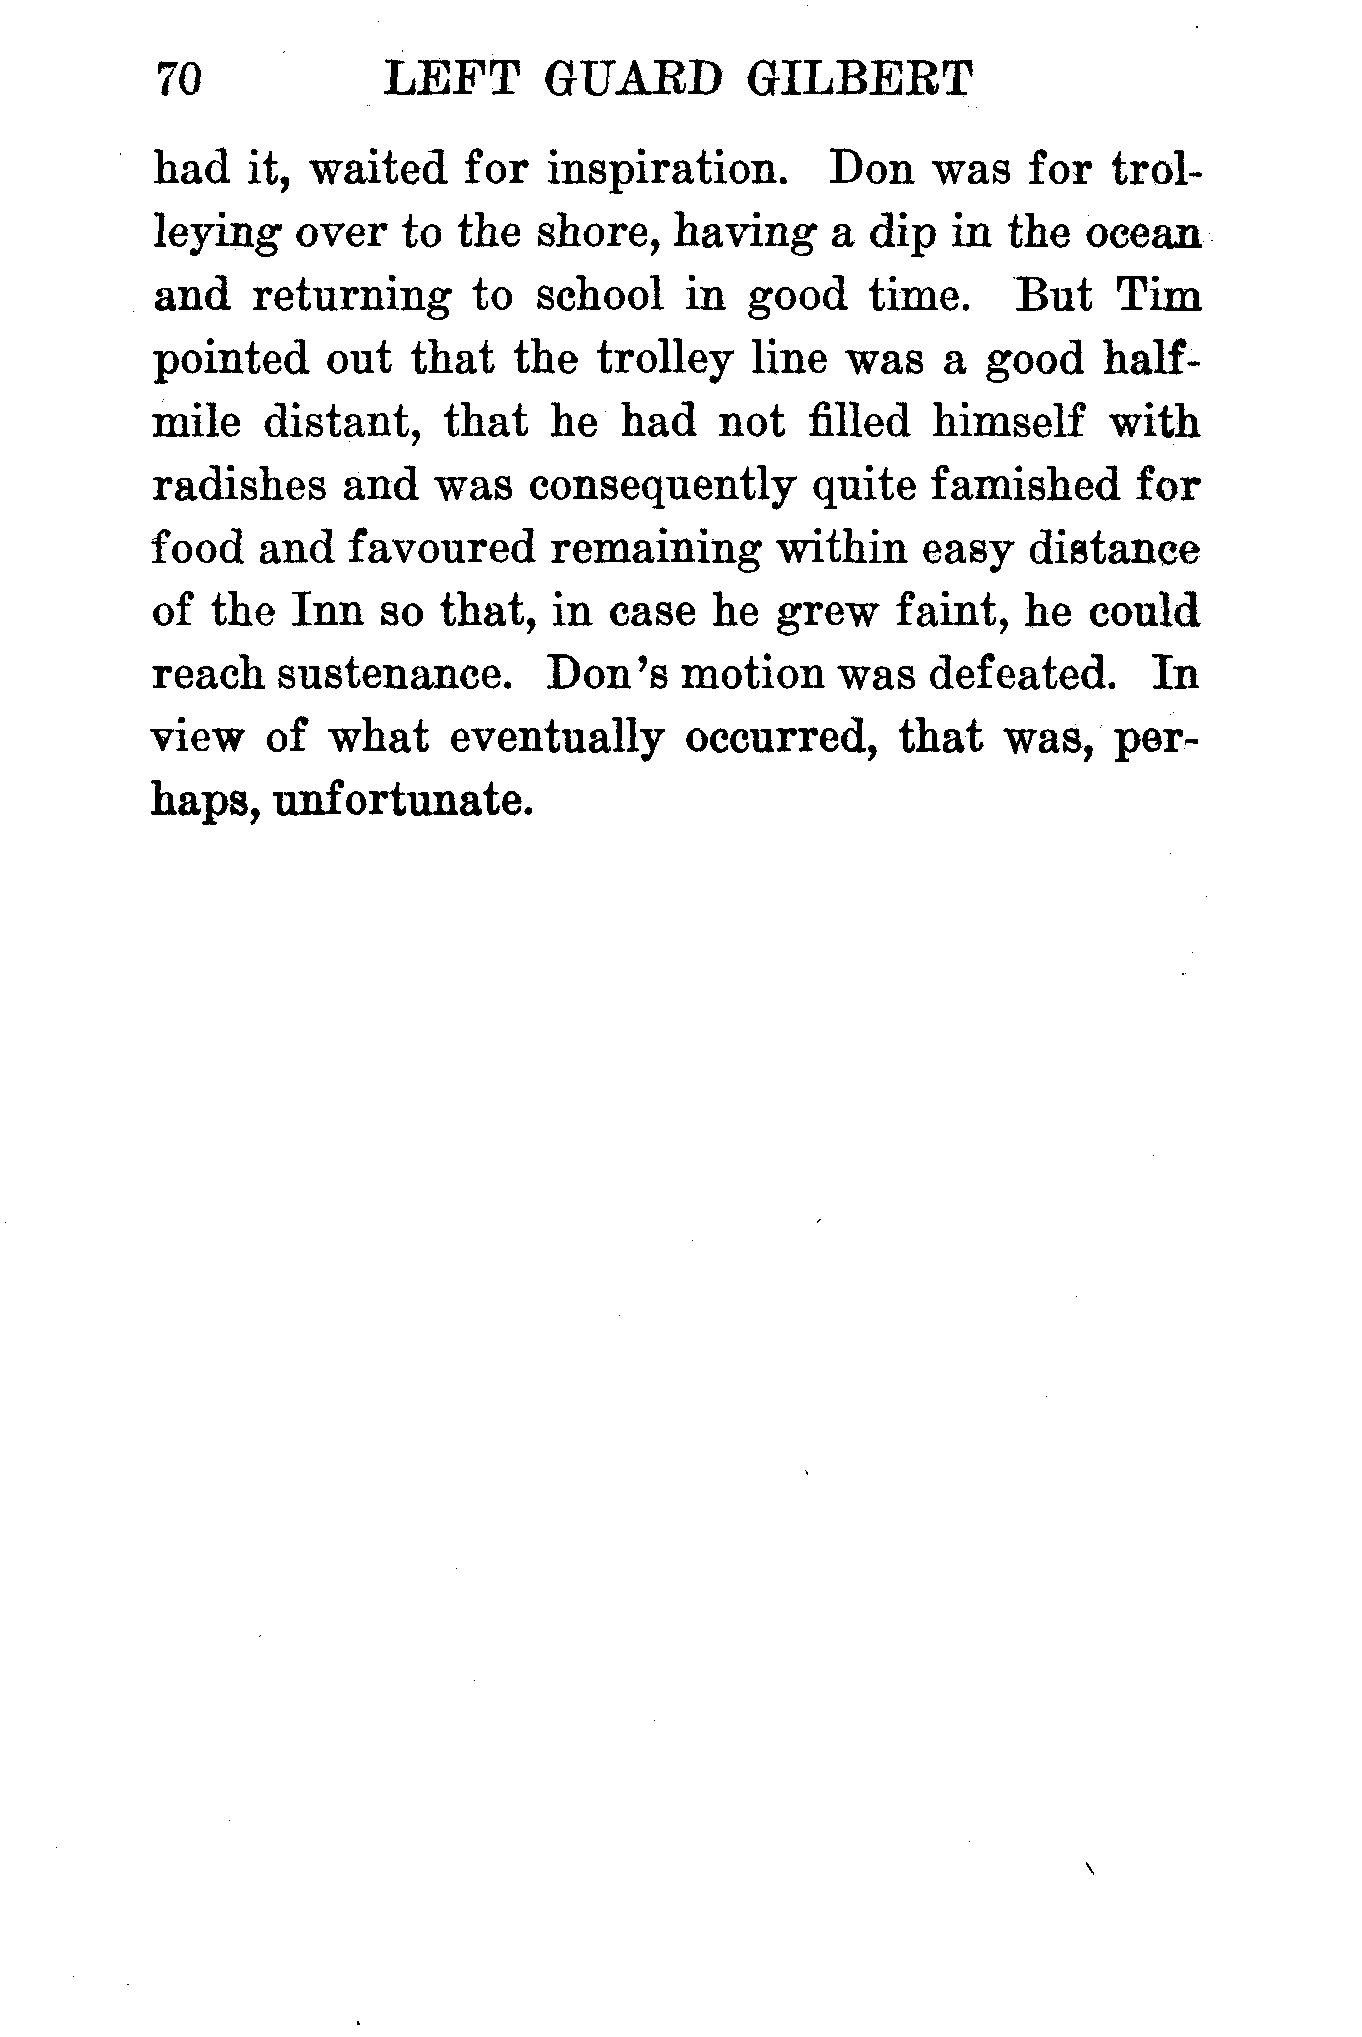 70 LEFT GUARD GILBERT
had it, waited for inspiration. Don was for trol-
leying over to the shore, having a dip in the ocean
and returning to school in good time. But Tim
pointed out that the trolley line was a good half-
mile distant, that he had not filled himself with
radishes and was consequently quite famished for
food and favoured remaining within easy distance
of the Inn so that, in case he grew faint, he could
reach sustenance. Don's motion was defeated. In
view of what eventually occurred, that was, per-
haps, unfortunate.